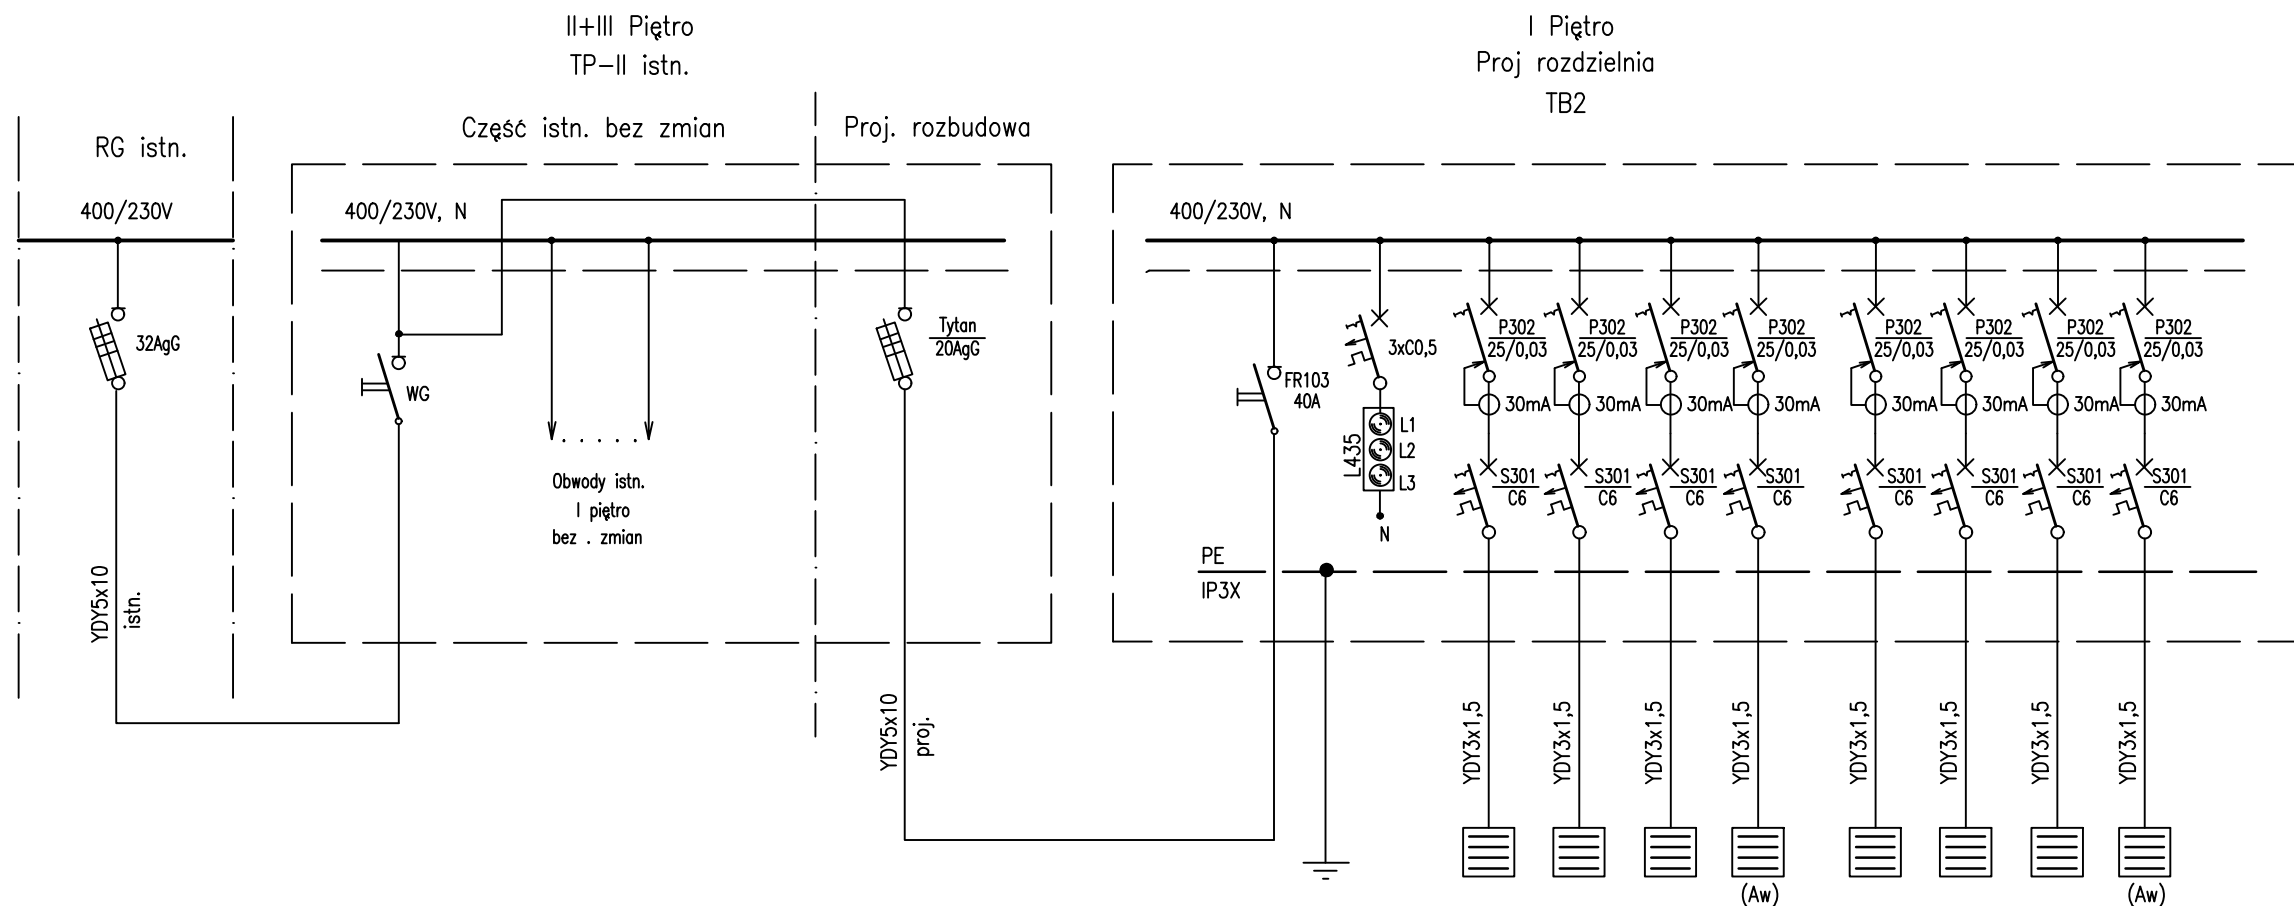 II+III Piętro
TP-II istn.
I Piętro
Proj rozdzielnia
TB2
RG istn.
Część istn. bez zmian
Proj. rozbudowa
400/230V
400/230V, N
400/230V, N
32AgG
WG
Obwody istn.
I piętro
bez . zmian
Tytan
20AgG
FR103
40A
3xC0,5
L435
L1
L2
L3
N
P302
25/0,03
30mA
S301
C6
P302
25/0,03
30mA
S301
C6
P302
25/0,03
30mA
S301
C6
P302
25/0,03
30mA
S301
C6
P302
25/0,03
30mA
S301
C6
P302
25/0,03
30mA
S301
C6
P302
25/0,03
30mA
S301
C6
P302
25/0,03
30mA
S301
C6
PE
IP3X
YDY5x10
istn.
YDY5x10
proj.
YDY3x1,5
YDY3x1,5
YDY3x1,5
YDY3x1,5
YDY3x1,5
YDY3x1,5
YDY3x1,5
YDY3x1,5
(Aw)
(Aw)